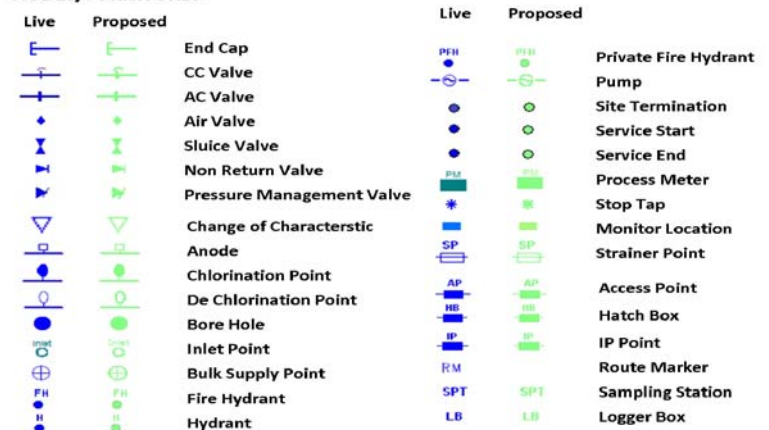 Live Proposed
End Cap
CC Valve
AC Valve
Air Valve
Sluice Valve
Non Return Valve
Pressure Management Valve
Change of Characterstic
Anode
Chlorination Point
De Chlorination Point
Bore Hole
Inlet Inlet Inlet Point
Bulk Supply Point
FH FH Fire Hydrant
H H Hydrant
Live Proposed
PFH PFH Private Fire Hydrant
Pump
Site Termination
Service Start
Service End
PM PM Process Meter
Stop Tap
Monitor Location
SP SP Strainer Point
AP AP Access Point
HB HB Hatch Box
IP IP IP Point
RM Route Marker
SPT SPT Sampling Station
LB LB Logger Box